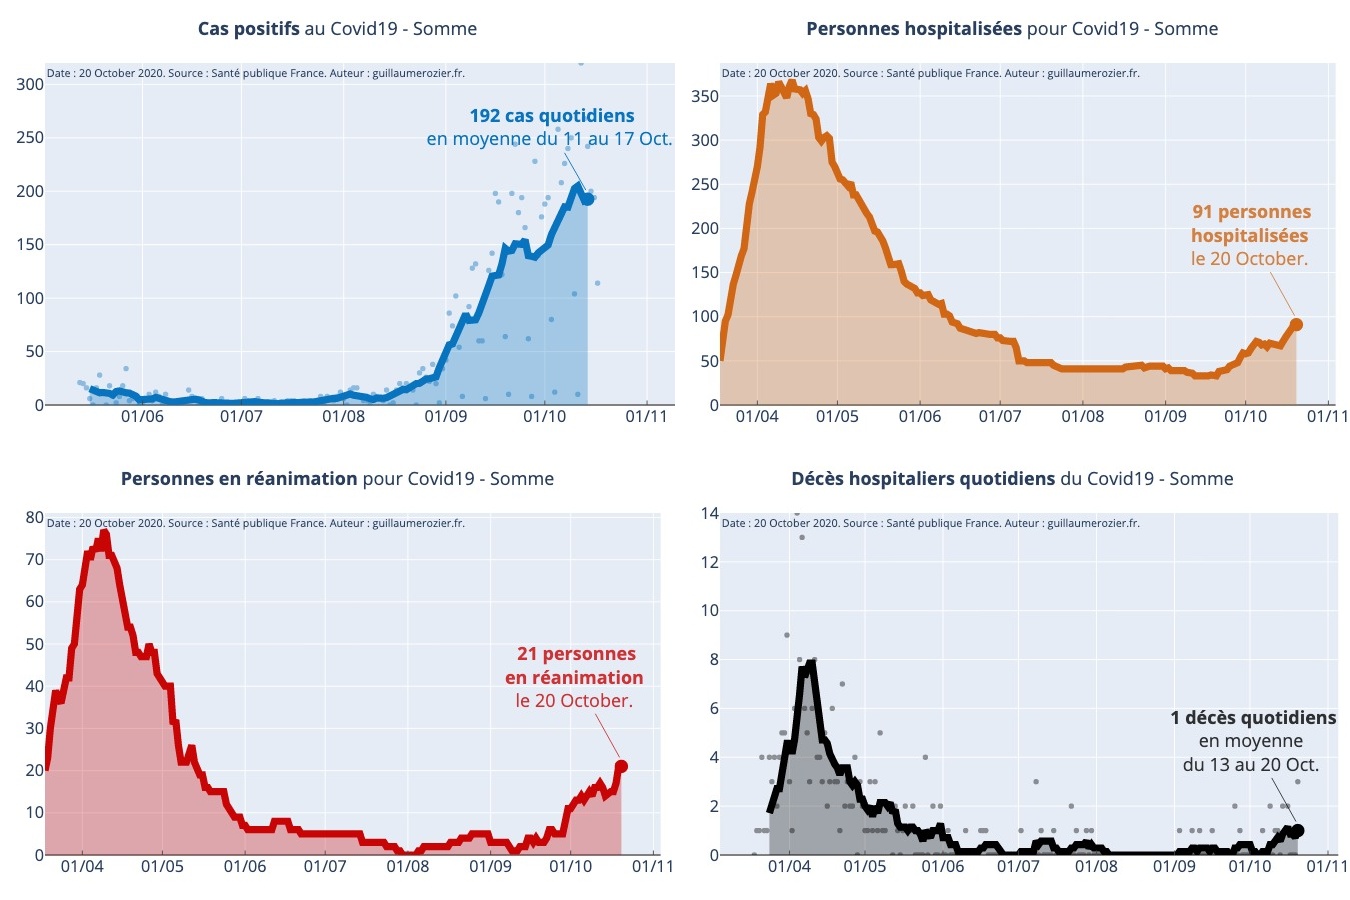 Cas positifs au Covid19 - Somme
Date : 20 October 2020. Source : Santé publique France. Auteur : guillaumerozier.fr.
300
250
200
150
100
50
0
192 cas quotidiens
en moyenne du 11 au 17 Oct.
01/06 01/07 01/08 01/09 01/10 01/11
Personnes hospitalisées pour Covid19 - Somme
Date : 20 October 2020. Source : Santé publique France. Auteur : guillaumerozier.fr.
350
300
250
200
150
100
50
0
91 personnes
hospitalisées
le 20 October.
01/04 01/05 01/06 01/07 01/08 01/09 01/10 01/11
Personnes en réanimation pour Covid19 - Somme
Date : 20 October 2020. Source : Santé publique France. Auteur : guillaumerozier.fr.
80
70
60
50
40
30
20
10
0
21 personnes
en réanimation
le 20 October.
01/04 01/05 01/06 01/07 01/08 01/09 01/10 01/11
Décès hospitaliers quotidiens du Covid19 - Somme
Date : 20 October 2020. Source : Santé publique France. Auteur : guillaumerozier.fr.
14
12
10
8
6
4
2
0
1 décès quotidiens
en moyenne
du 13 au 20 Oct.
01/04 01/05 01/06 01/07 01/08 01/09 01/10 01/11